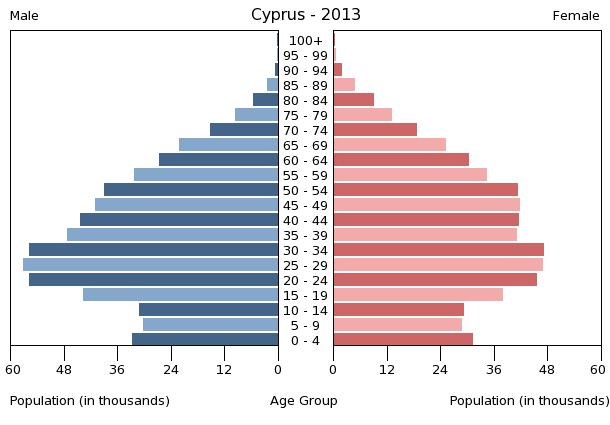 Cyprus - 2013
Male
Female
100+
95 - 99
90 - 94
85 - 89
80 - 84
75 - 79
70 - 74
65 - 69
60 - 64
55 - 59
50 - 54
45 - 49
40 - 44
35 - 39
30 - 34
25 - 29
20 - 24
15 - 19
10 - 14
5 - 9
0 - 4
60 48 36 24 12 0 0 12 24 36 48 60
Population (in thousands) Age Group Population (in thousands)